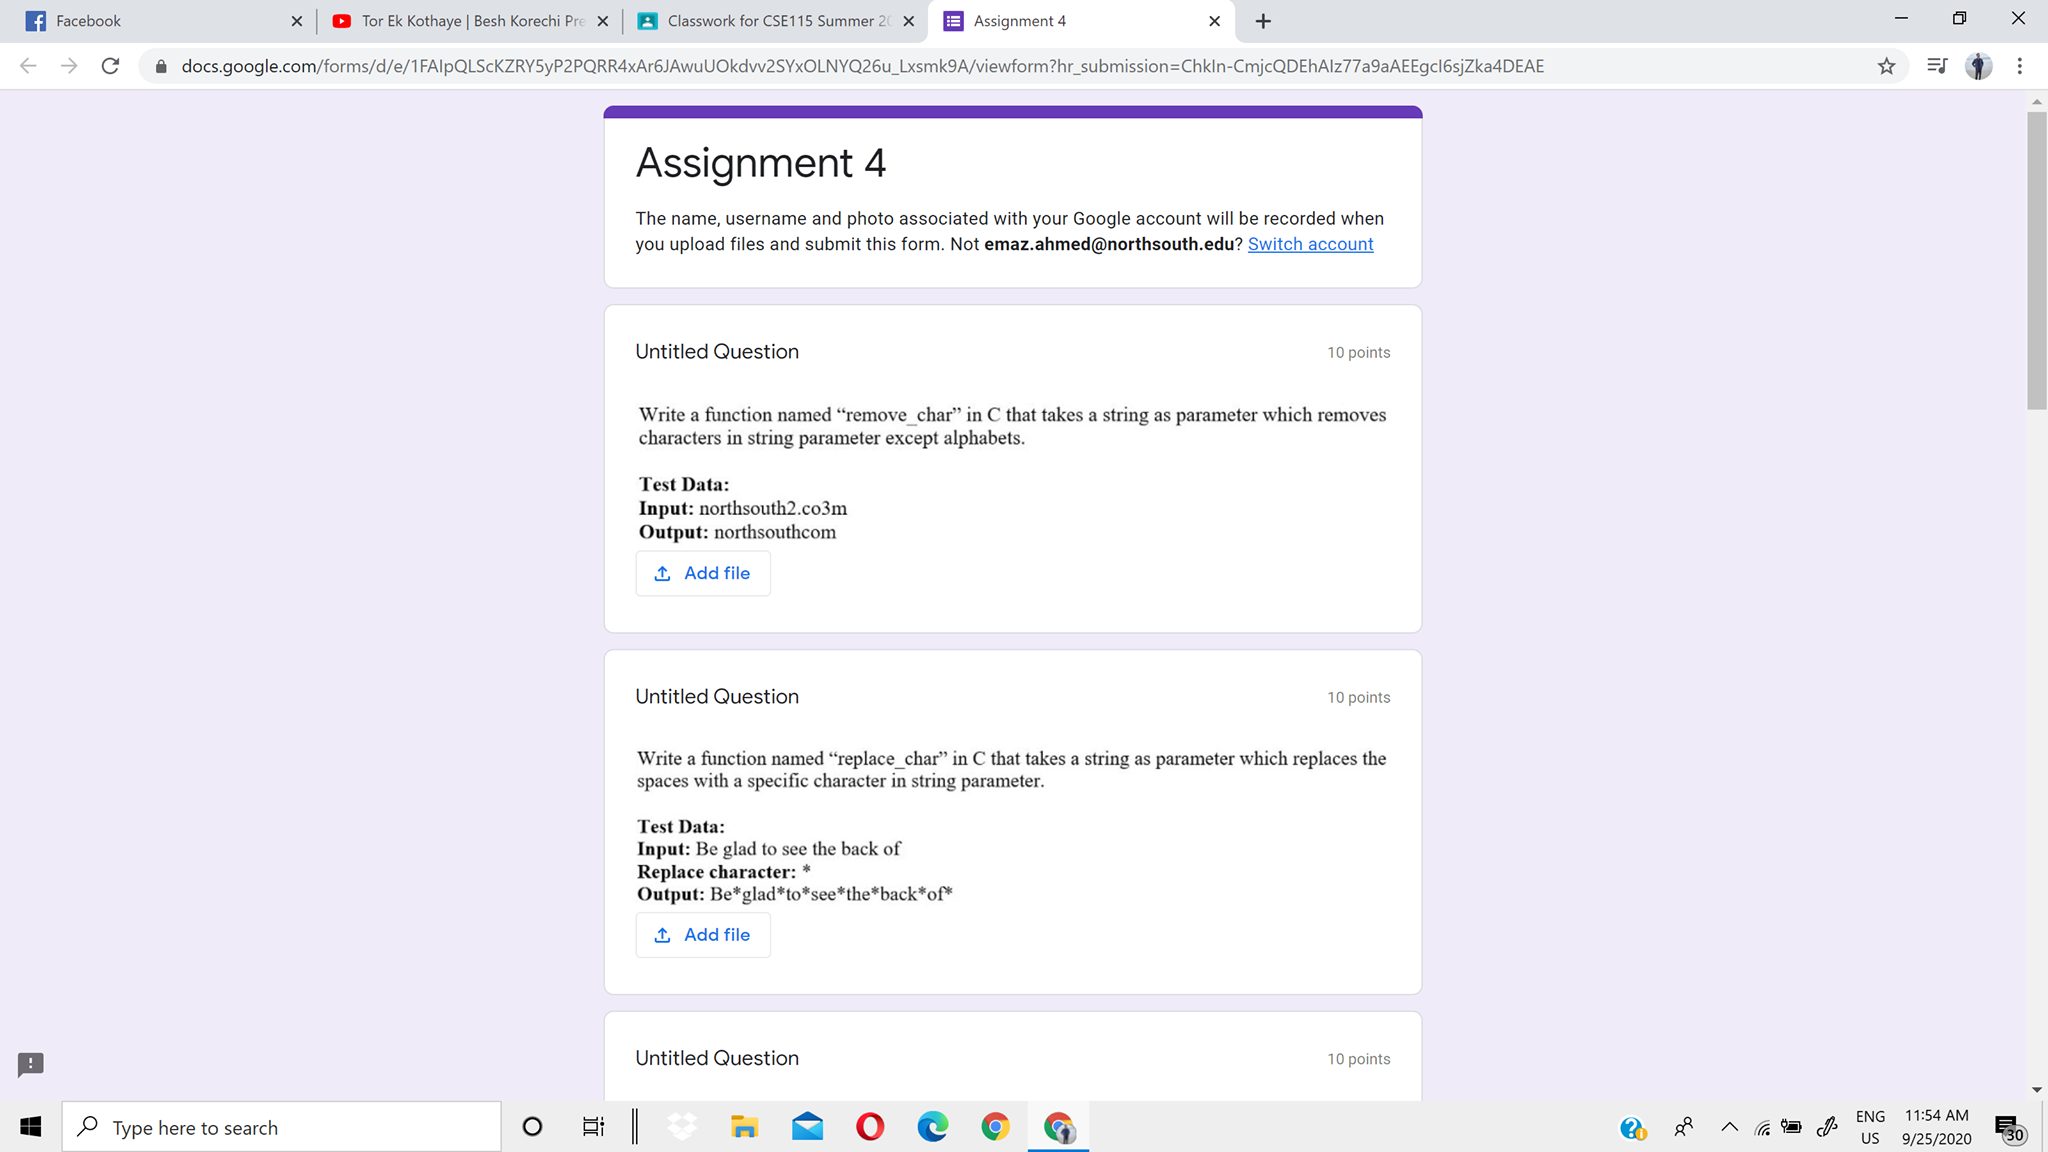 Facebook
Tor Ek Kothaye | Besh Korechi Pre
Classwork for CSE115 Summer 20
Assignment 4
docs.google.com/forms/d/e/1FAIpQLScKZRY5yP2PQRR4xAr6JAwuUOkdvv2SYxOLNYQ26u_Lxsmk9A/viewform?hr_submission=ChkIn-CmjcQDEhAIz77a9aAEEgcI6sjZka4DEAE
Assignment 4
The name, username and photo associated with your Google account will be recorded when
you upload files and submit this form. Not emaz.ahmed@northsouth.edu? Switch account
Untitled Question
10 points
Write a function named “remove_char” in C that takes a string as parameter which removes
characters in string parameter except alphabets.
Test Data:
Input: northsouth2.co3m
Output: northsouthcom
Add file
Untitled Question
10 points
Write a function named “replace_char” in C that takes a string as parameter which replaces the
spaces with a specific character in string parameter.
Test Data:
Input: Be glad to see the back of
Replace character: *
Output: Be*glad*to*see*the*back*of*
Add file
Untitled Question
10 points
Type here to search
ENG
US
11:54 AM
9/25/2020
30